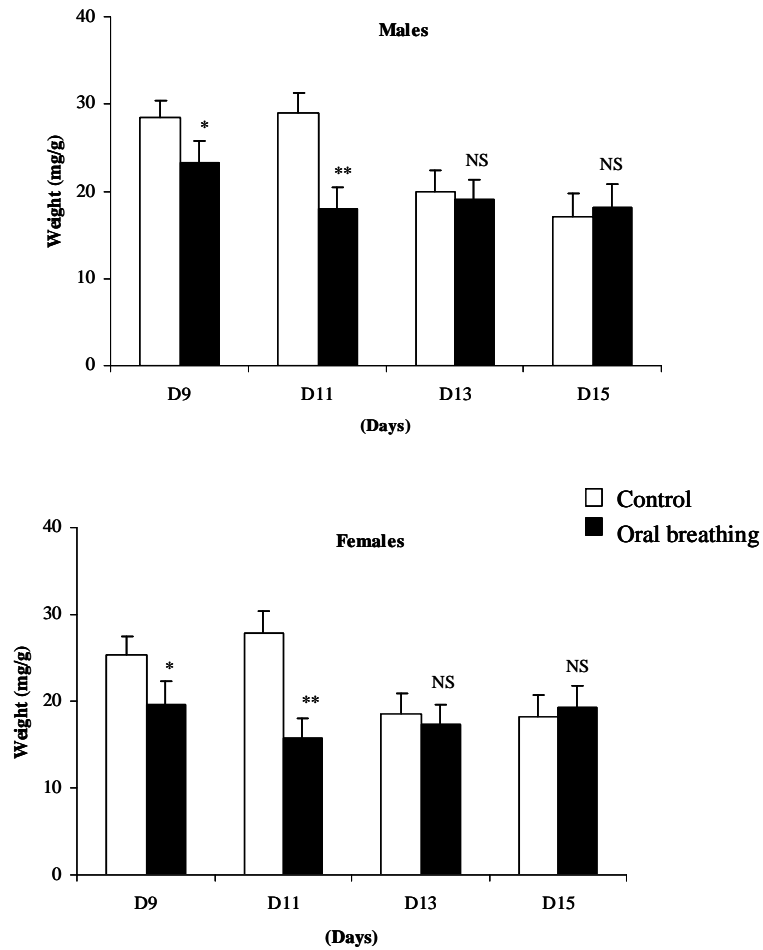 Males
Weight (mg/g)
40
30
20
10
0
*
**
NS
NS
D9 D11 D13 D15
(Days)
Control
Oral breathing
Females
Weight (mg/g)
40
30
20
10
0
*
**
NS
NS
D9 D11 D13 D15
(Days)